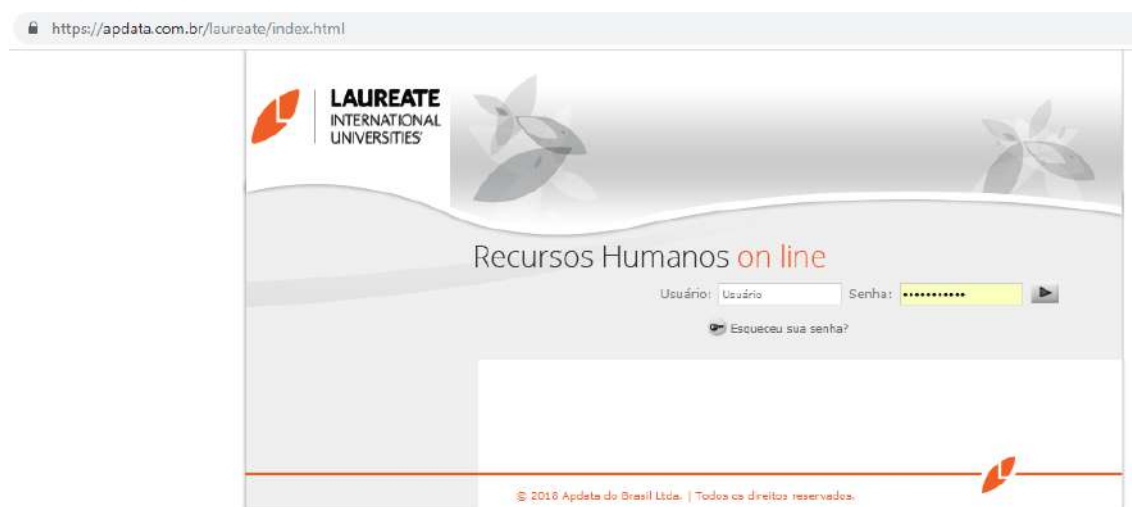 https://apdata.com.br/laureate/index.html
LAUREATE
INTERNATIONAL
UNIVERSITIES®
Recursos Humanos on line
Usuário: Usuário Senha: •••••••••••
Esqueceu sua senha?
© 2018 Apdata do Brasil Ltda. | Todos os direitos reservados.